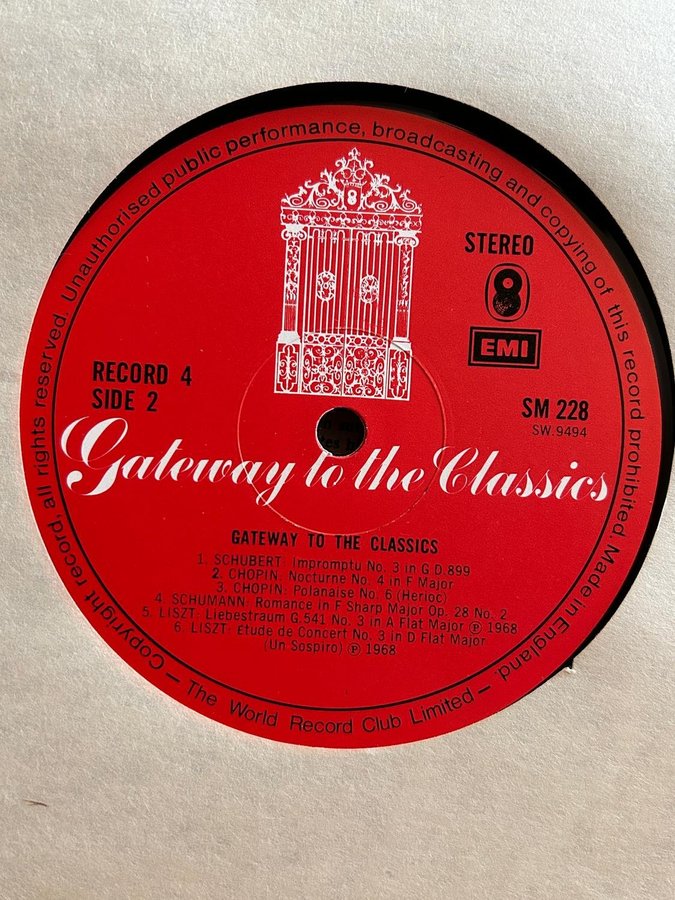 Copyright record, all rights reserved. Unauthorised public performance, broadcasting and copying of this record prohibited. Made in England.
STEREO
8
EMI
RECORD 4
SIDE 2
SM 228
SW.9494
Gateway to the Classics
GATEWAY TO THE CLASSICS
1. SCHUBERT: Impromptu No. 3 in G D.899
2. CHOPIN: Nocturne No. 4 in F Major
3. CHOPIN: Polanaise No. 6 (Herioc)
4. SCHUMANN: Romance in F Sharp Major Op. 28 No. 2
5. LISZT: Liebestraum G.541 No. 3 in A Flat Major ℗ 1968
6. LISZT: Etude de Concert No. 3 in D Flat Major
(Un Sospiro) ℗ 1968
— The World Record Club Limited —